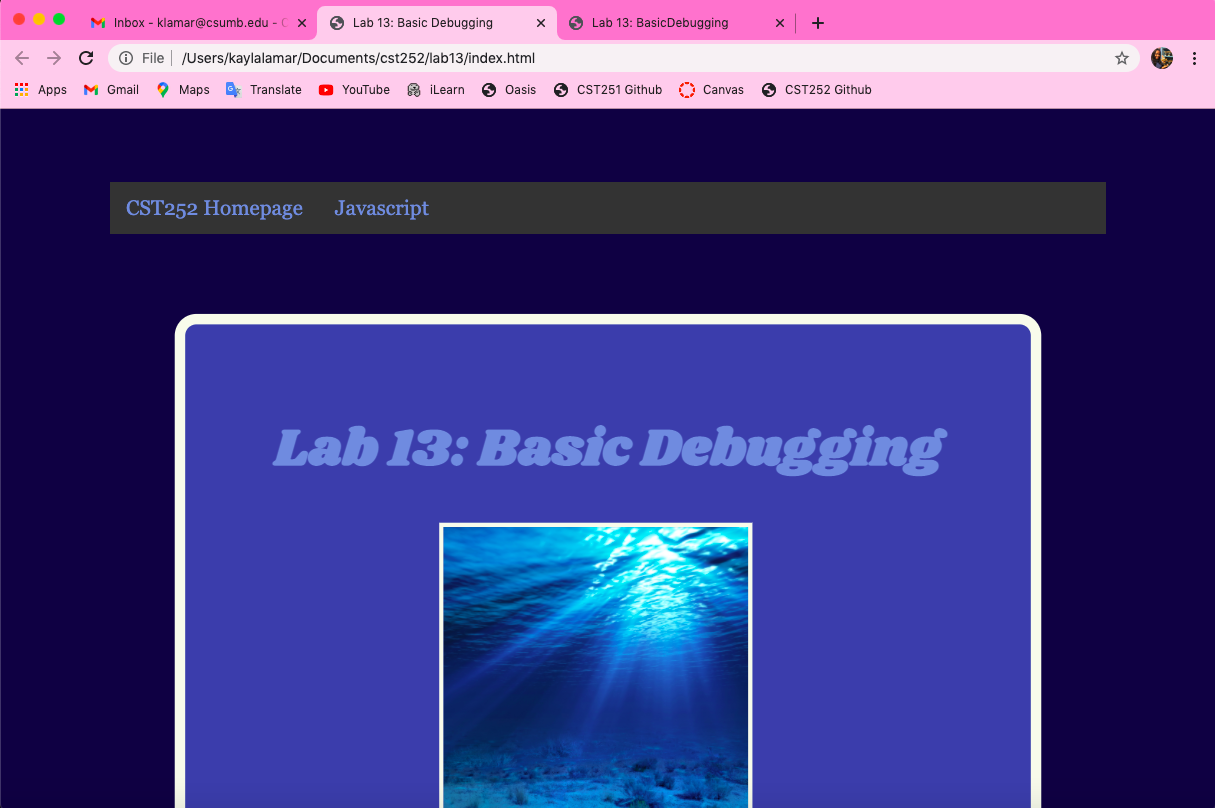 Inbox - klamar@csumb.edu - C
Lab 13: Basic Debugging
Lab 13: BasicDebugging
File /Users/kaylalamar/Documents/cst252/lab13/index.html
Apps Gmail Maps Translate YouTube iLearn Oasis CST251 Github Canvas CST252 Github
CST252 Homepage Javascript
Lab 13: Basic Debugging